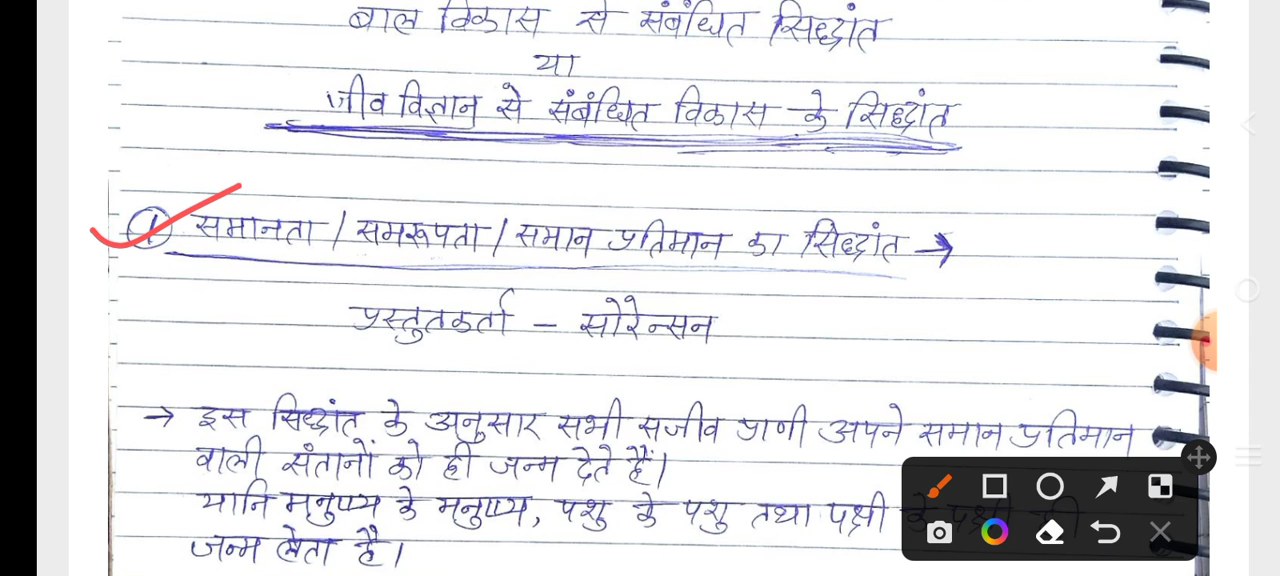 बाल विकास से संबंधित सिद्धांत
या
जीव विज्ञान से संबंधित विकास के सिद्धांत
① समानता / समरूपता / समान प्रतिमान का सिद्धांत →
प्रस्तुतकर्ता – सोरेन्सन
→ इस सिद्धांत के अनुसार सभी सजीव प्राणी अपने समान प्रतिमान
वाली संतानों को ही जन्म देते हैं।
यानि मनुष्य के मनुष्य, पशु के पशु तथा पक्षी के पक्षी ही
जन्म लेता है।